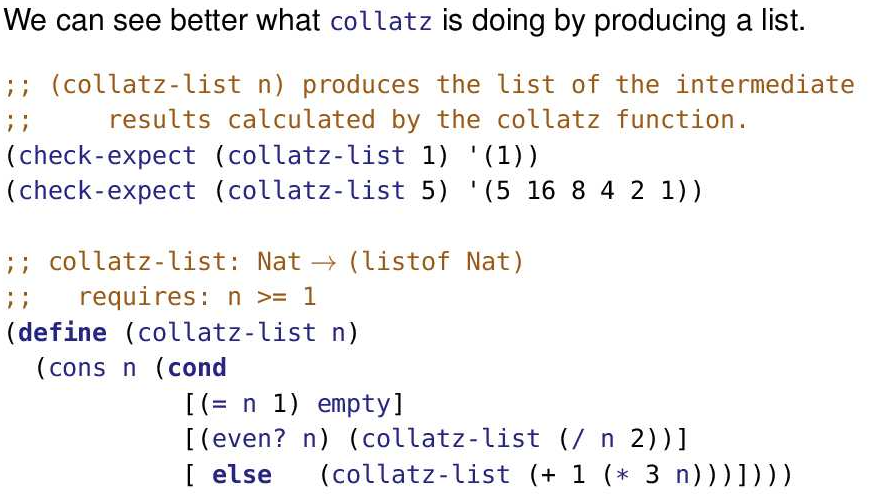 We can see better what collatz is doing by producing a list.
;; (collatz-list n) produces the list of the intermediate
;;     results calculated by the collatz function.
(check-expect (collatz-list 1) '(1))
(check-expect (collatz-list 5) '(5 16 8 4 2 1))
;; collatz-list: Nat → (listof Nat)
;;   requires: n >= 1
(define (collatz-list n)
  (cons n (cond
            [(= n 1) empty]
            [(even? n) (collatz-list (/ n 2))]
            [ else   (collatz-list (+ 1 (* 3 n)))])))